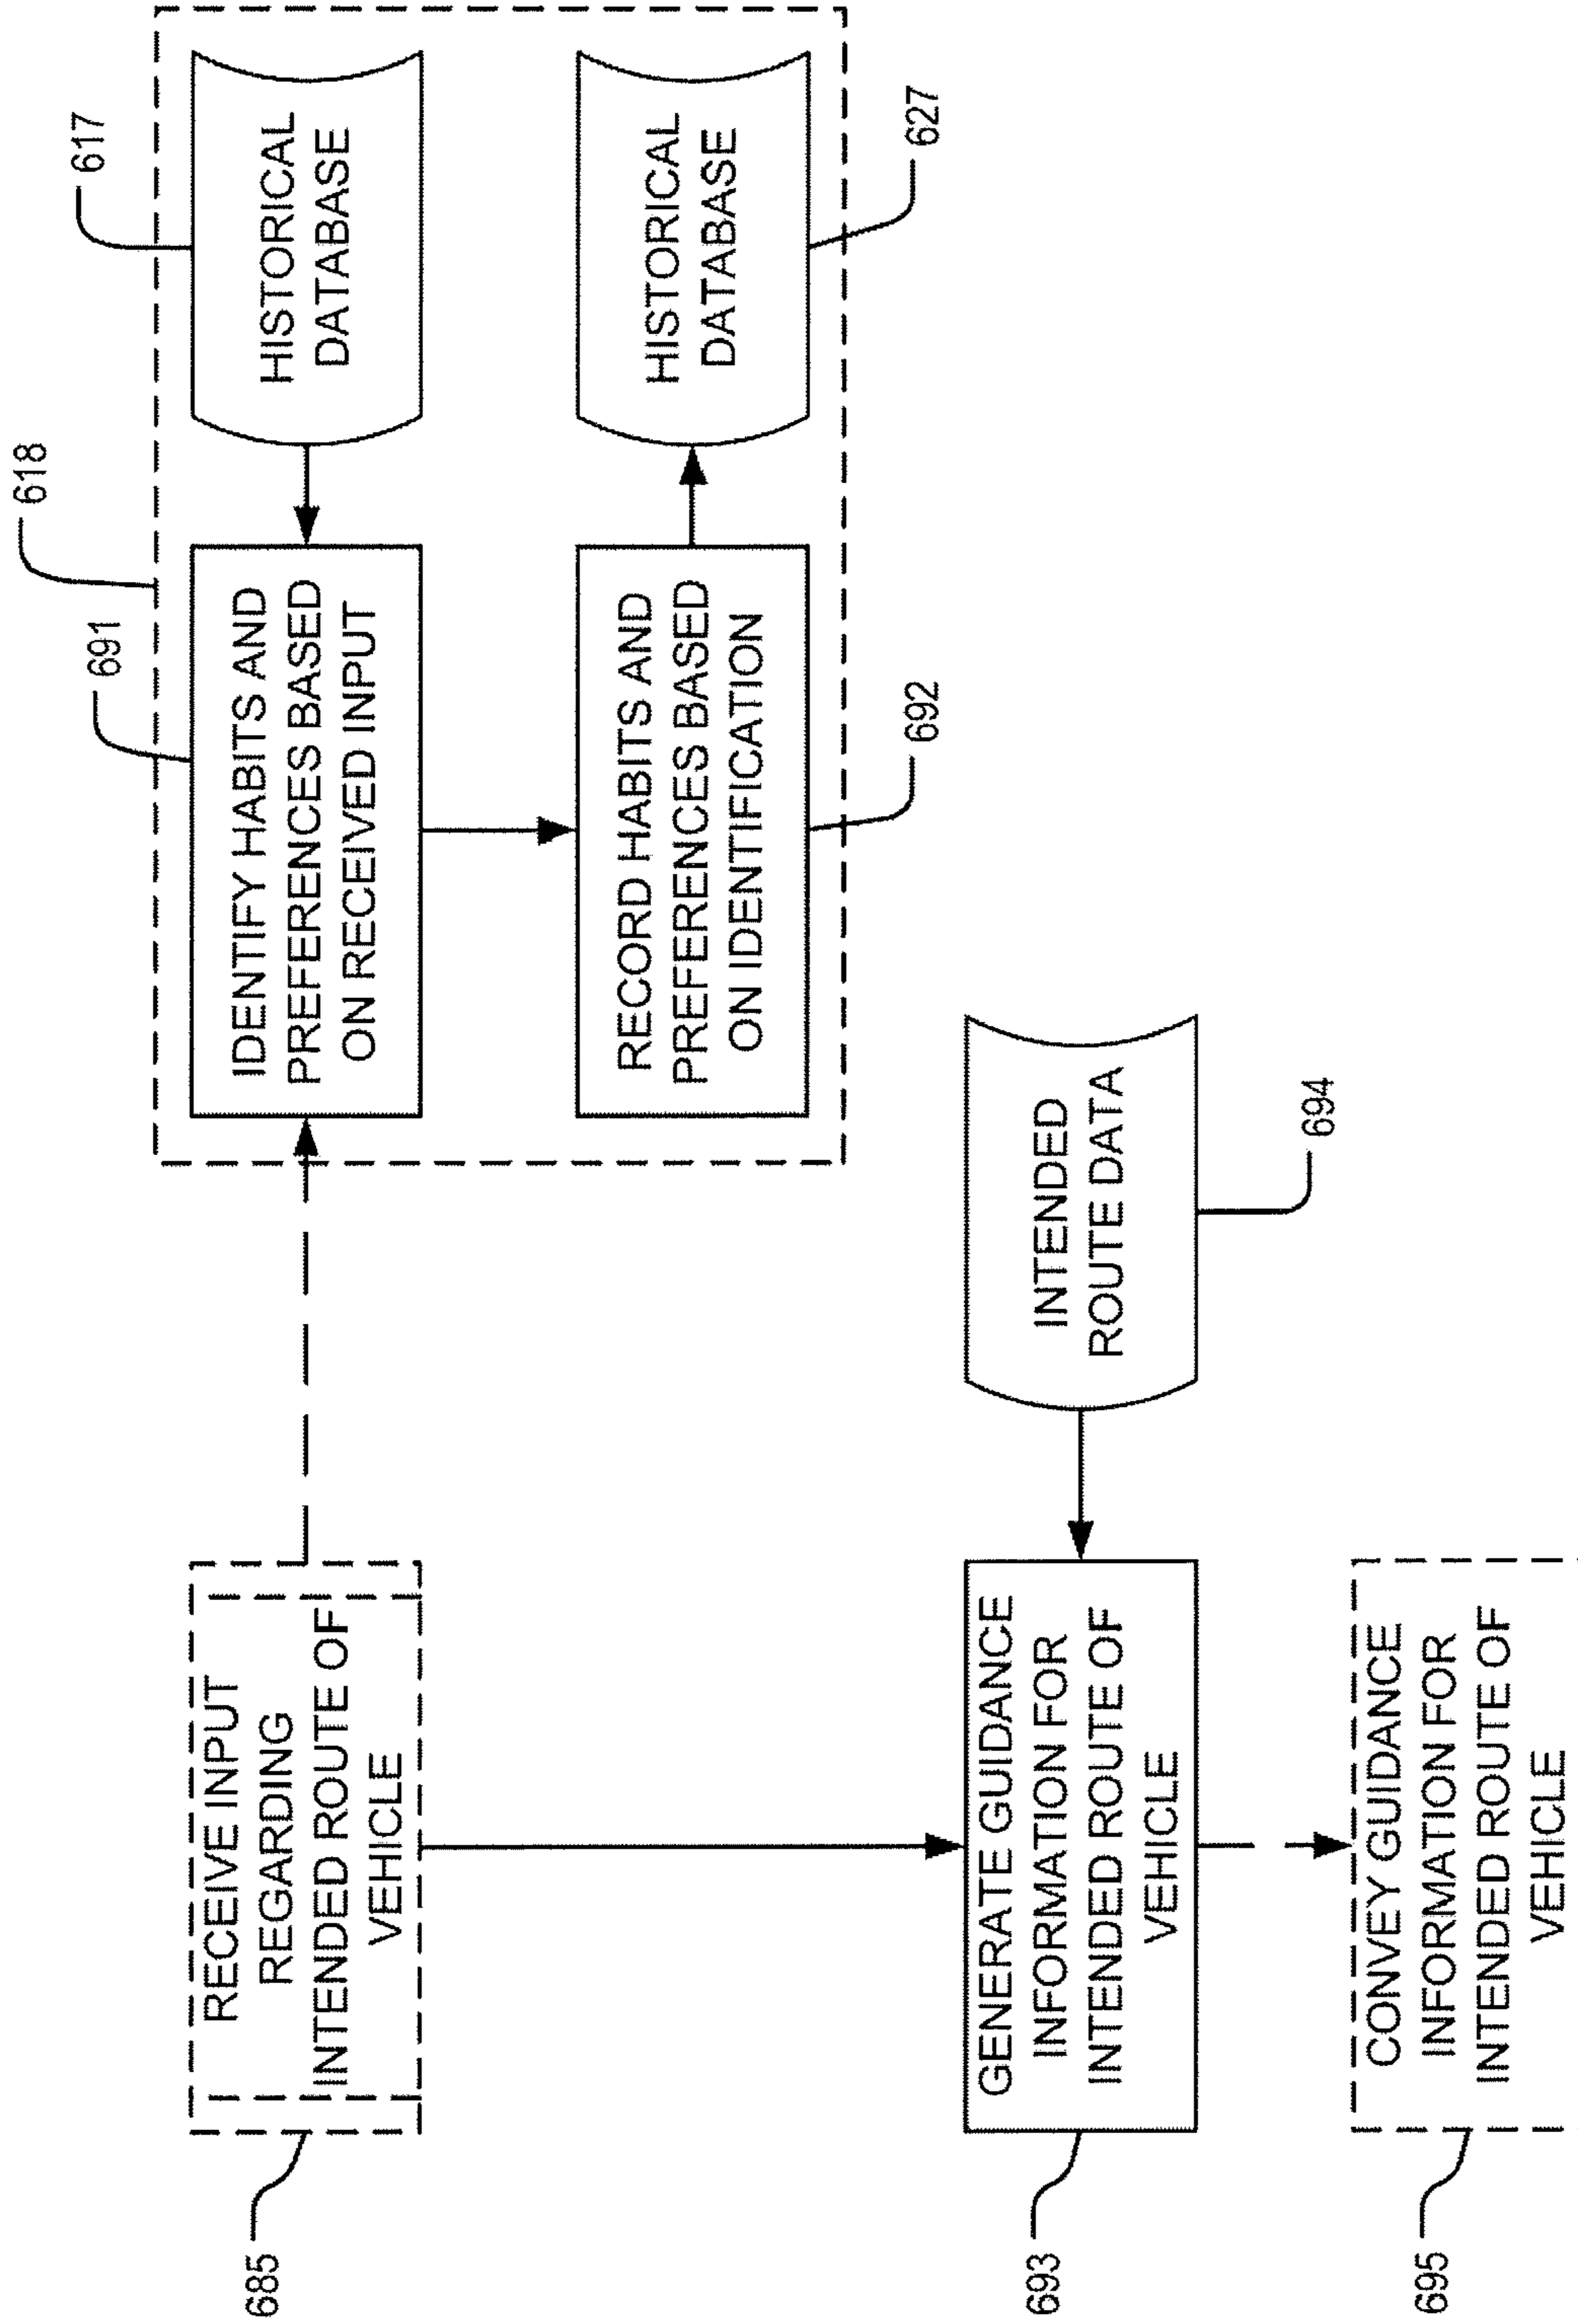 685
RECEIVE INPUT
REGARDING
INTENDED ROUTE OF
VEHICLE
691
IDENTIFY HABITS AND
PREFERENCES BASED
ON RECEIVED INPUT
618
617
HISTORICAL
DATABASE
692
RECORD HABITS AND
PREFERENCES BASED
ON IDENTIFICATION
HISTORICAL
DATABASE
627
693
GENERATE GUIDANCE
INFORMATION FOR
INTENDED ROUTE OF
VEHICLE
INTENDED
ROUTE DATA
694
695
CONVEY GUIDANCE
INFORMATION FOR
INTENDED ROUTE OF
VEHICLE